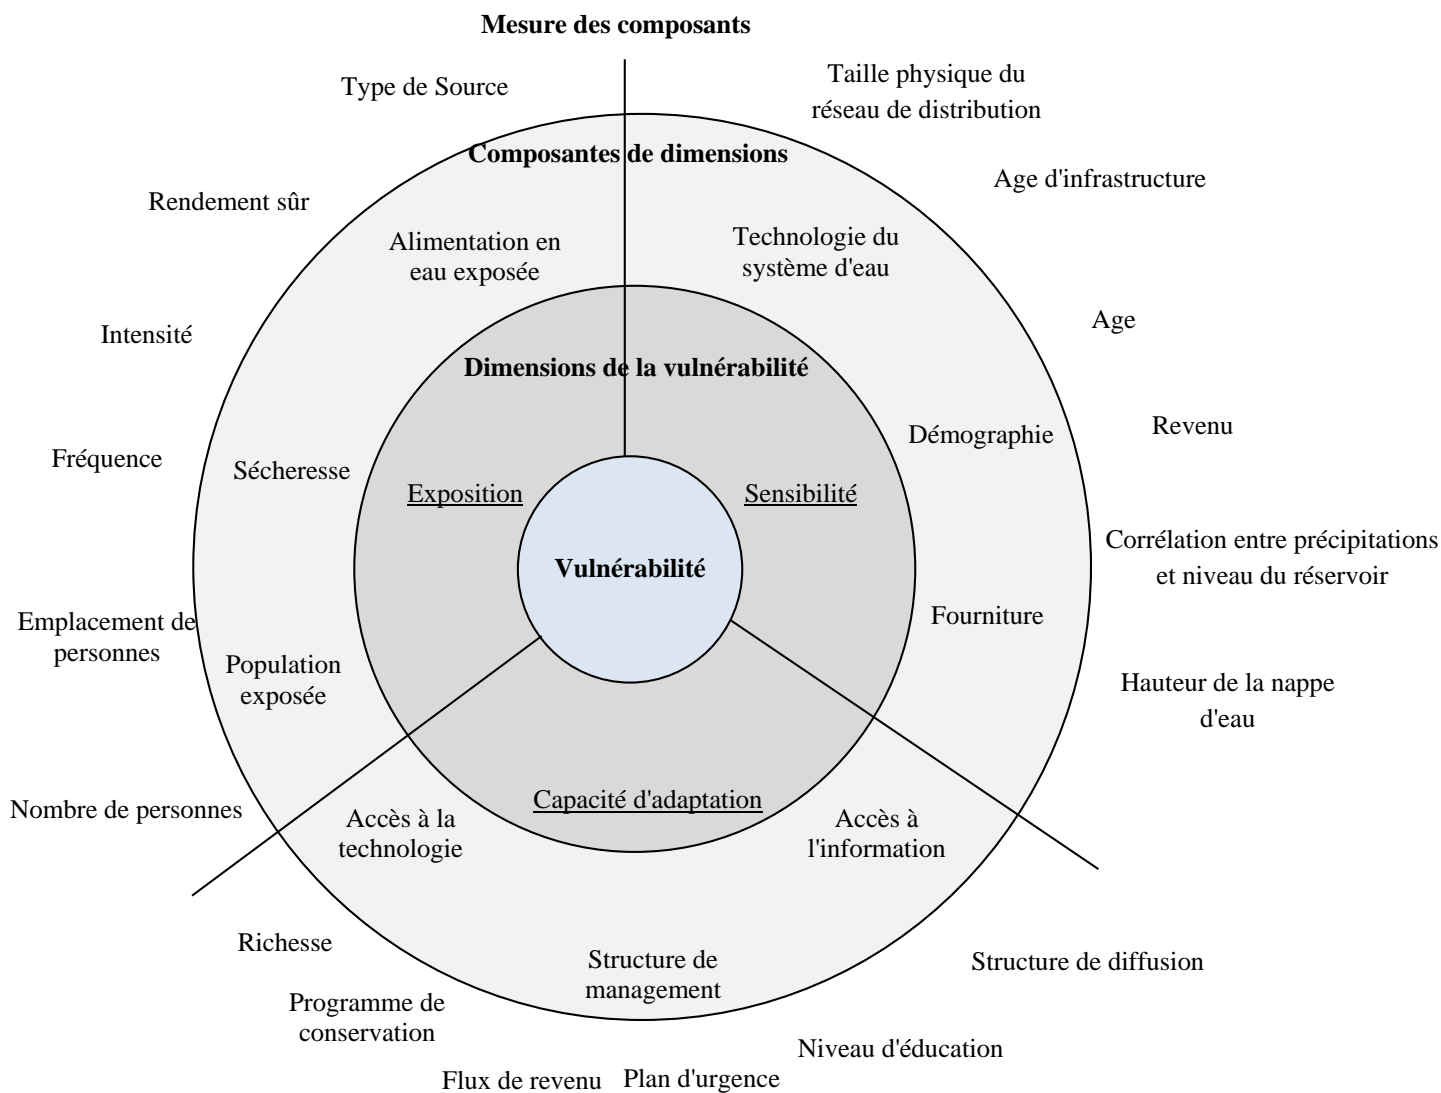 Mesure des composants
Type de Source
Taille physique du
réseau de distribution
Composantes de dimensions
Age d'infrastructure
Rendement sûr
Alimentation en
eau exposée
Technologie du
système d'eau
Intensité
Age
Dimensions de la vulnérabilité
Démographie
Revenu
Fréquence
Sécheresse
Exposition
Sensibilité
Corrélation entre précipitations
et niveau du réservoir
Vulnérabilité
Fourniture
Emplacement de
personnes
Population
exposée
Hauteur de la nappe
d'eau
Nombre de personnes
Capacité d'adaptation
Accès à la
technologie
Accès à
l'information
Richesse
Structure de
management
Structure de diffusion
Programme de
conservation
Niveau d'éducation
Flux de revenu
Plan d'urgence